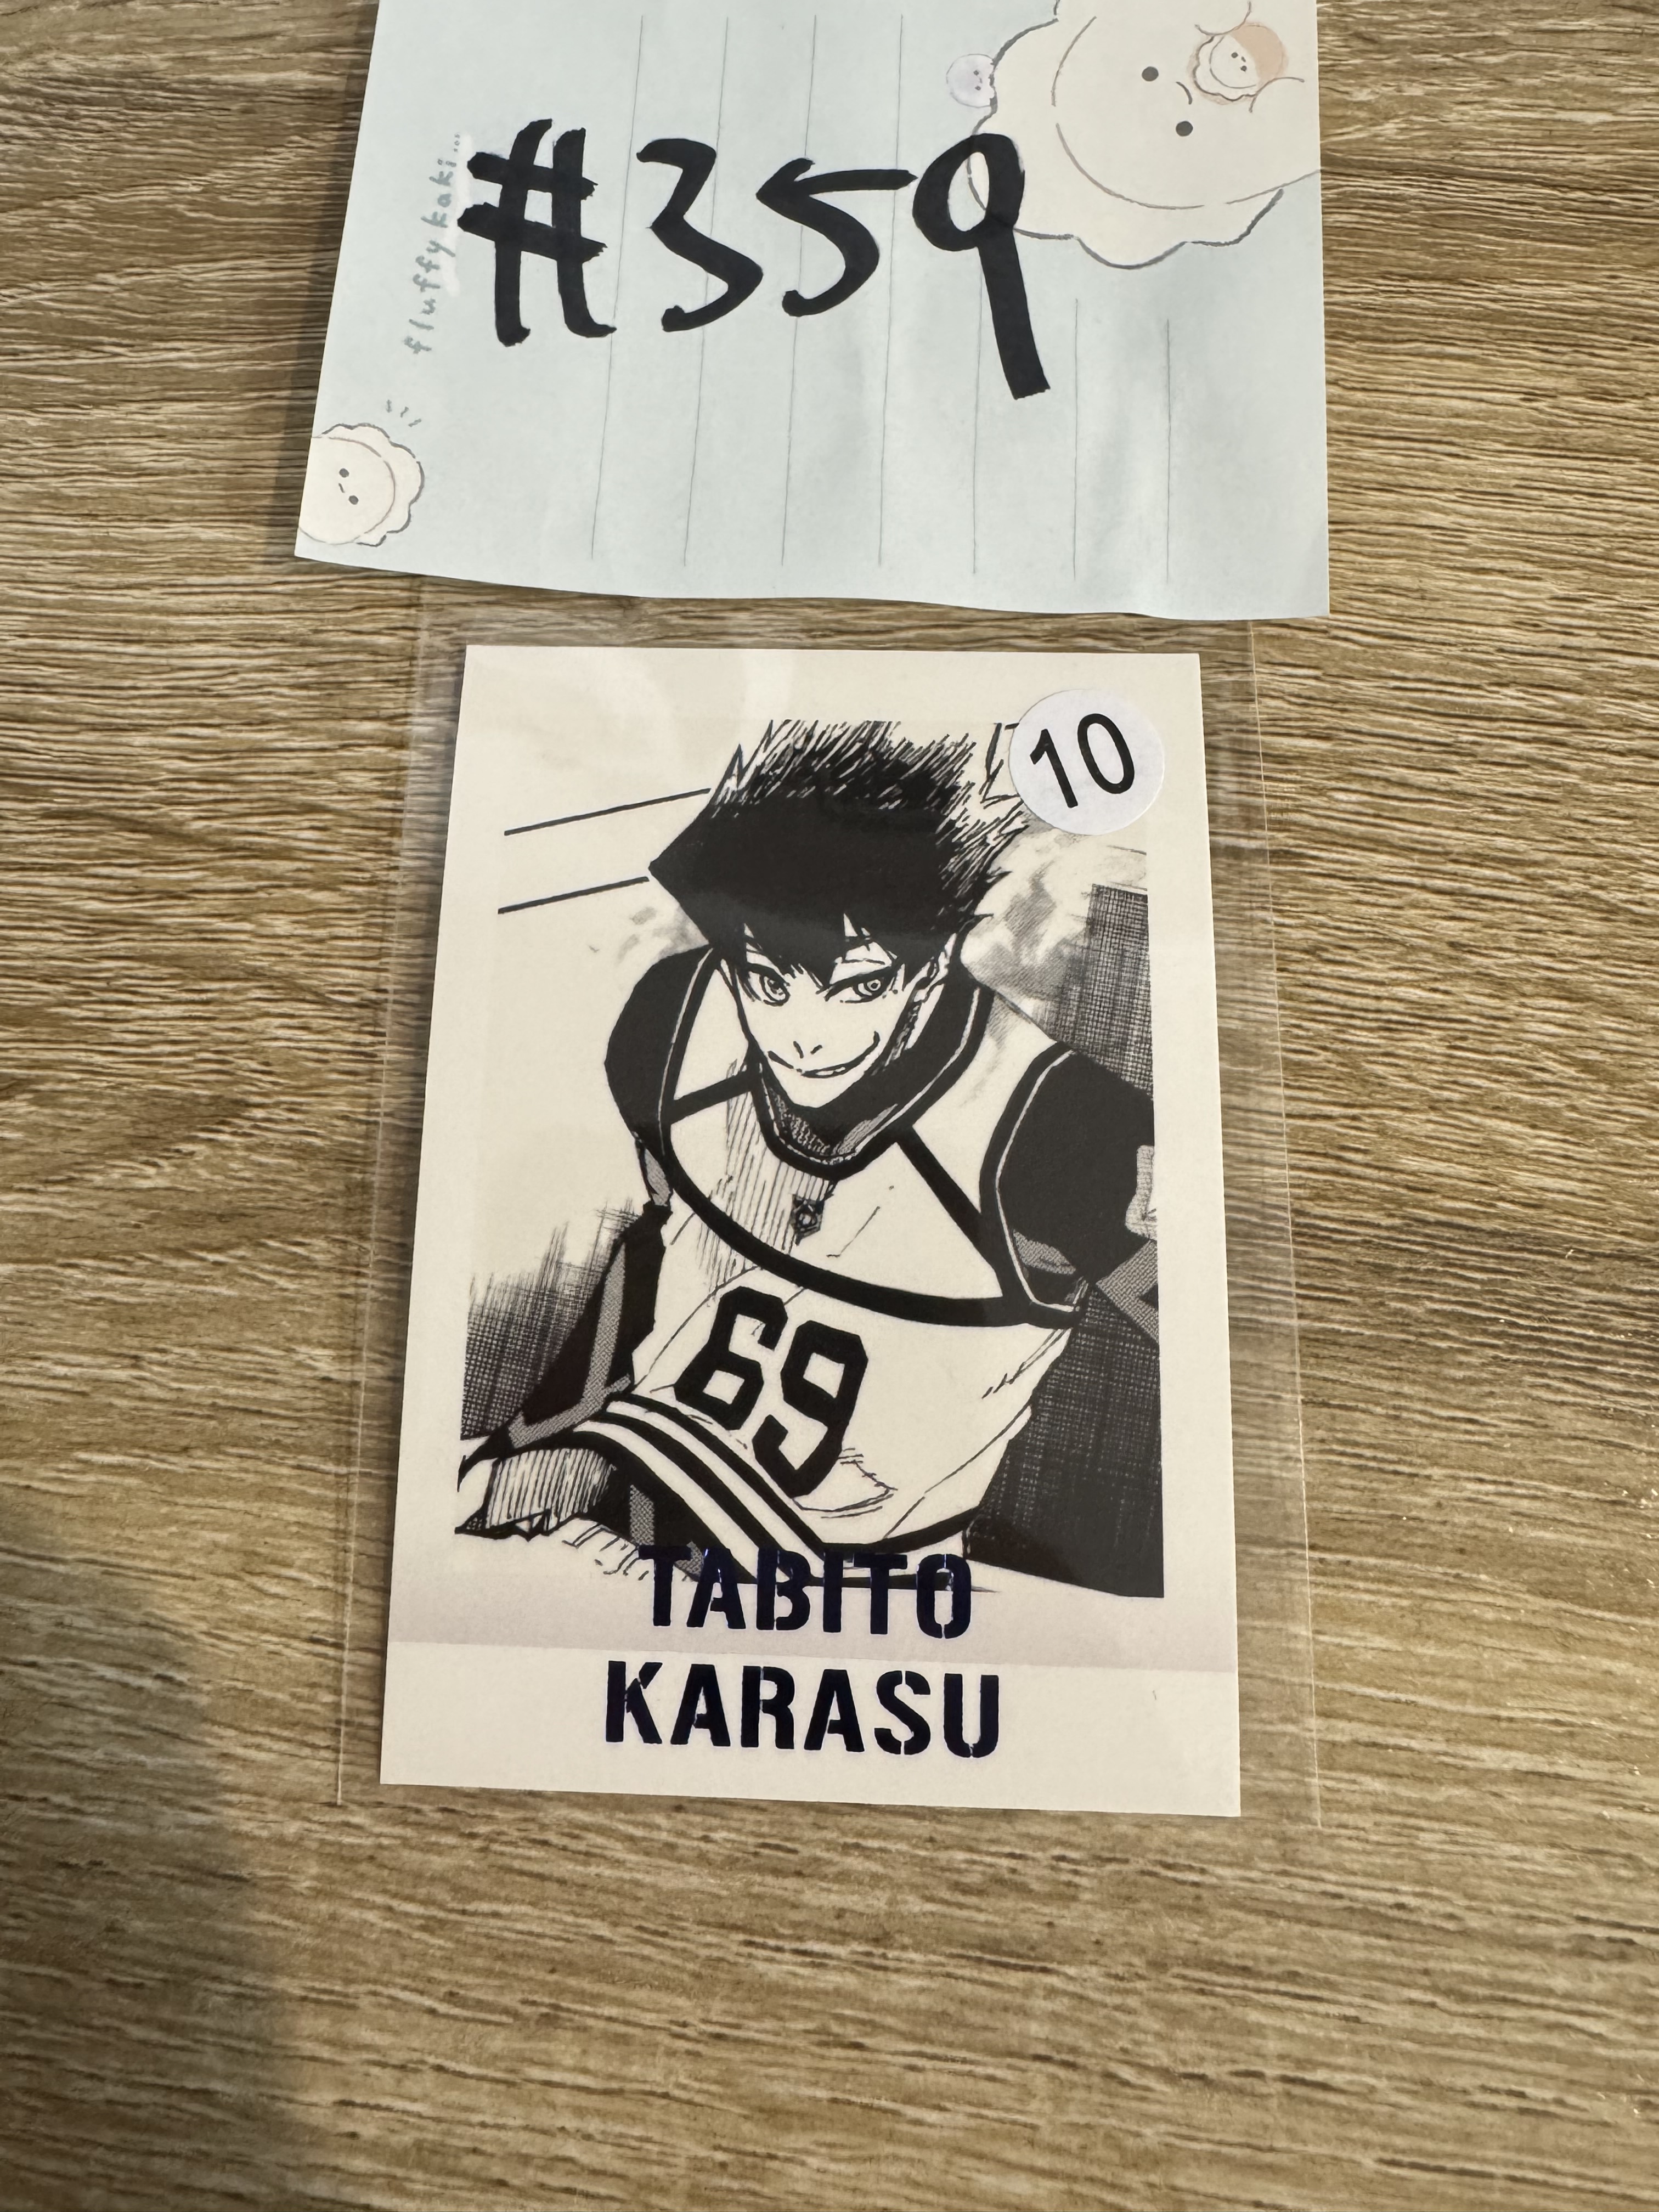 #359
fluffy kaki...
10
69
TABITO
KARASU